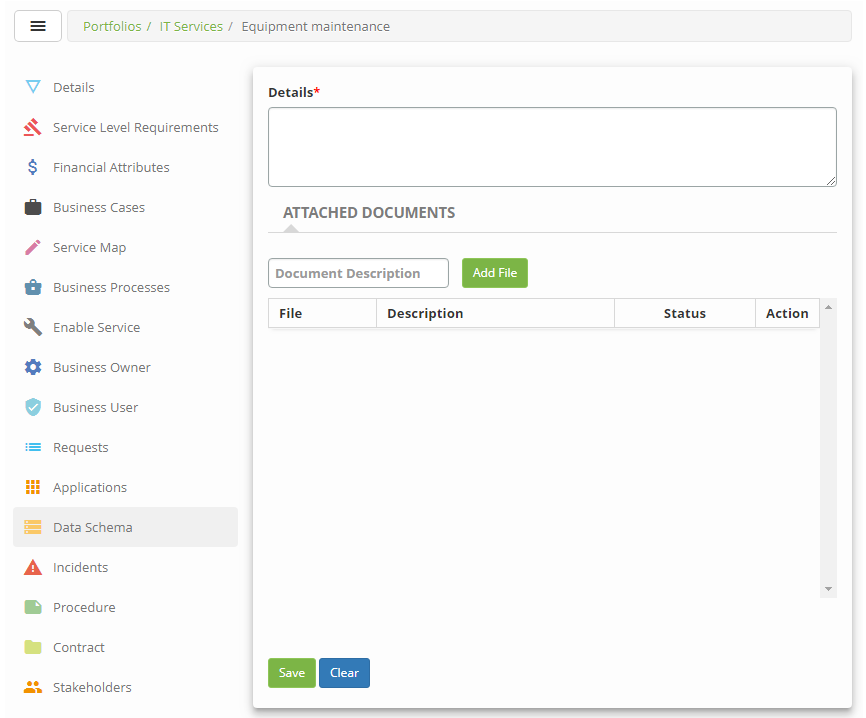 Portfolios / IT Services / Equipment maintenance
Details
Service Level Requirements
Financial Attributes
Business Cases
Service Map
Business Processes
Enable Service
Business Owner
Business User
Requests
Applications
Data Schema
Incidents
Procedure
Contract
Stakeholders
Details*
ATTACHED DOCUMENTS
Document Description Add File
File Description Status Action
Save Clear